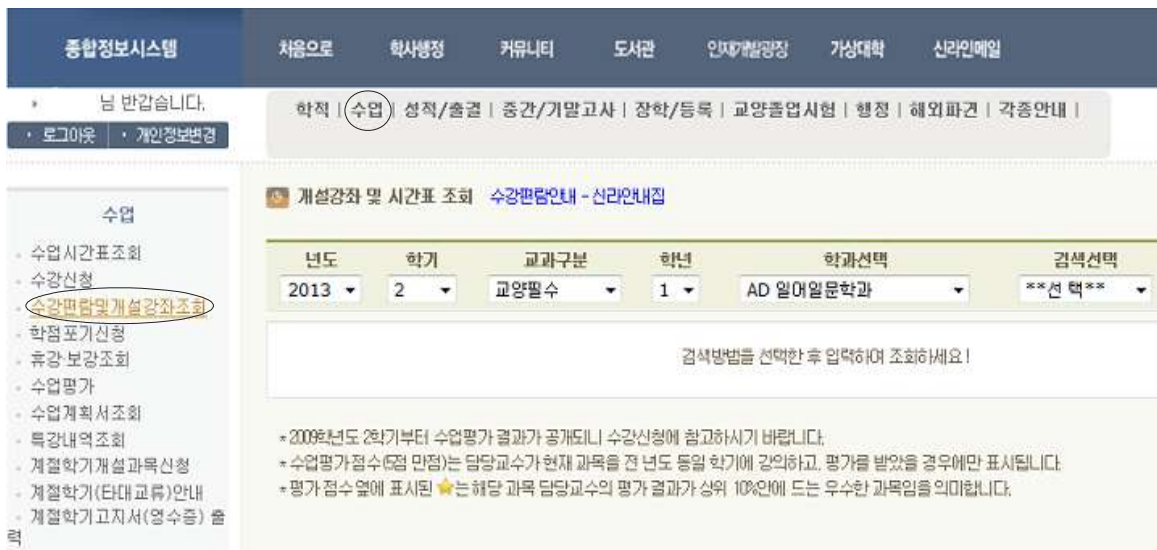 종합정보시스템
처음으로 학사행정 커뮤니티 도서관 인재개발광장 가상대학 신라인메일
님 반갑습니다.
로그아웃 개인정보변경
학적 | 수업 | 성적/출결 | 중간/기말고사 | 장학/등록 | 교양졸업시험 | 행정 | 해외파견 | 각종안내 |
수업
- 수업시간표조회
- 수강신청
- 수강편람및개설강좌조회
- 학점포기신청
- 휴강·보강조회
- 수업평가
- 수업계획서조회
- 특강내역조회
- 계절학기개설과목신청
- 계절학기(타대교류)안내
- 계절학기고지서(영수증) 출
력
개설강좌 및 시간표 조회 수강편람안내 - 신라안내집
년도 학기 교과구분 학년 학과선택 검색선택
2013 2 교양필수 1 AD 일어일문학과 **선 택**
검색방법을 선택한 후 입력하여 조회하세요!
* 2009학년도 2학기부터 수업평가 결과가 공개되니 수강신청에 참고하시기 바랍니다.
* 수업평가 점수(5점 만점)는 담당교수가 현재 과목을 전 년도 동일 학기에 강의하고, 평가를 받았을 경우에만 표시됩니다.
* 평가 점수 옆에 표시된 ★는 해당 과목 담당교수의 평가 결과가 상위 10%안에 드는 우수한 과목임을 의미합니다.